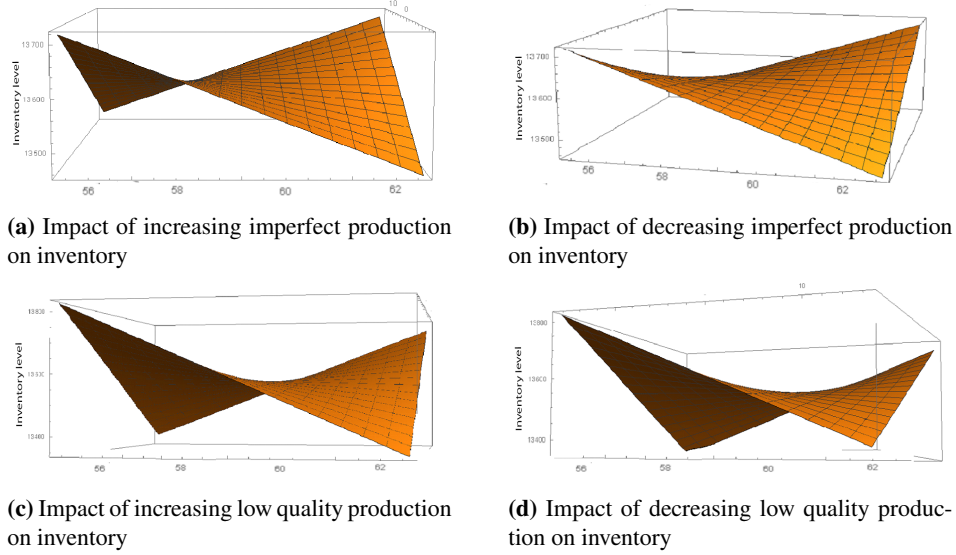 10
0
13700
13600
13500
Inventory level
56
58
60
62
13700
13600
13500
56
58
60
62
(a) Impact of increasing imperfect production
on inventory
(b) Impact of decreasing imperfect production
on inventory
Inventory level
56
58
60
62
10
Inventory level
13600
13400
56
58
60
62
(c) Impact of increasing low quality production
on inventory
(d) Impact of decreasing low quality produc-
tion on inventory